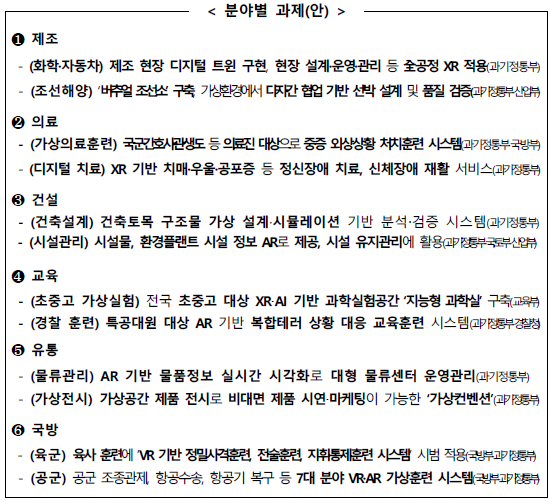 < 분야별 과제(안) >
❶ 제조
- (화학·자동차) 제조 현장 디지털 트윈 구현, 현장 설계·운영·관리 등 全공정 XR 적용(과기정통부)
- (조선해양) '버추얼 조선소' 구축, 가상환경에서 다자간 협업 기반 선박 설계 및 품질 검증(과기정통부·산업부)
❷ 의료
- (가상의료훈련) 국군간호사관생도 등 의료진 대상으로 중증 외상상황 처치훈련 시스템(과기정통부·국방부)
- (디지털 치료) XR 기반 치매·우울·공포증 등 정신장애 치료, 신체장애 재활 서비스(과기정통부)
❸ 건설
- (건축설계) 건축토목 구조물 가상 설계·시뮬레이션 기반 분석·검증 시스템(과기정통부)
- (시설관리) 시설물, 환경플랜트 시설 정보 AR로 제공, 시설 유지관리에 활용(과기정통부·국토부·산업부)
❹ 교육
- (초중고 가상실험) 전국 초중고 대상 XR·AI 기반 과학실험공간 '지능형 과학실' 구축(교육부)
- (경찰 훈련) 특공대원 대상 AR 기반 복합테러 상황 대응 교육훈련 시스템(과기정통부·경찰청)
❺ 유통
- (물류관리) AR 기반 물품정보 실시간 시각화로 대형 물류센터 운영관리(과기정통부)
- (가상전시) 가상공간 제품 전시로 비대면 제품 시연·마케팅이 가능한 '가상컨벤션'(과기정통부)
❻ 국방
- (육군) 육사 훈련에 'VR 기반 정밀사격훈련, 전술훈련, 지휘통제훈련 시스템' 시범 적용(국방부·과기정통부)
- (공군) 공군 조종관제, 항공수송, 항공기 복구 등 7대 분야 VR·AR 가상훈련 시스템(국방부·과기정통부)